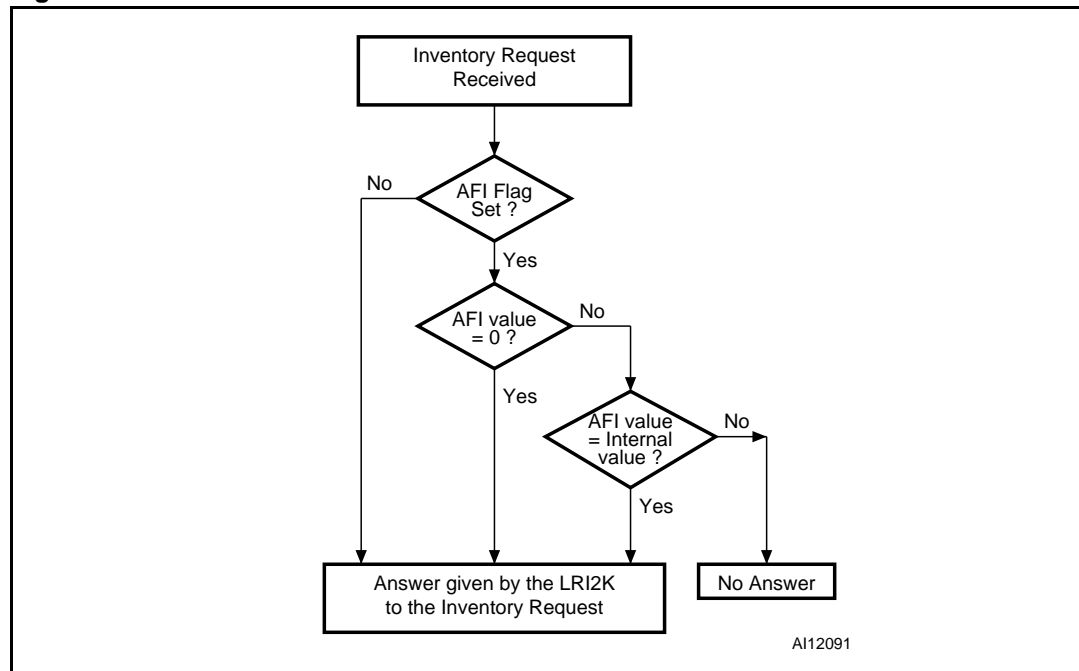 Inventory Request
Received
AFI Flag
Set ?
No
Yes
AFI value
= 0 ?
No
Yes
AFI value
= Internal
value ?
No
Yes
Answer given by the LRI2K
to the Inventory Request
No Answer
AI12091